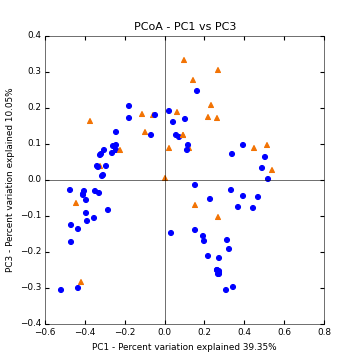 PCoA - PC1 vs PC3
0.4
0.3
0.2
0.1
0.0
−0.1
−0.2
−0.3
−0.4
PC3 - Percent variation explained 10.05%
−0.6 −0.4 −0.2 0.0 0.2 0.4 0.6 0.8
PC1 - Percent variation explained 39.35%